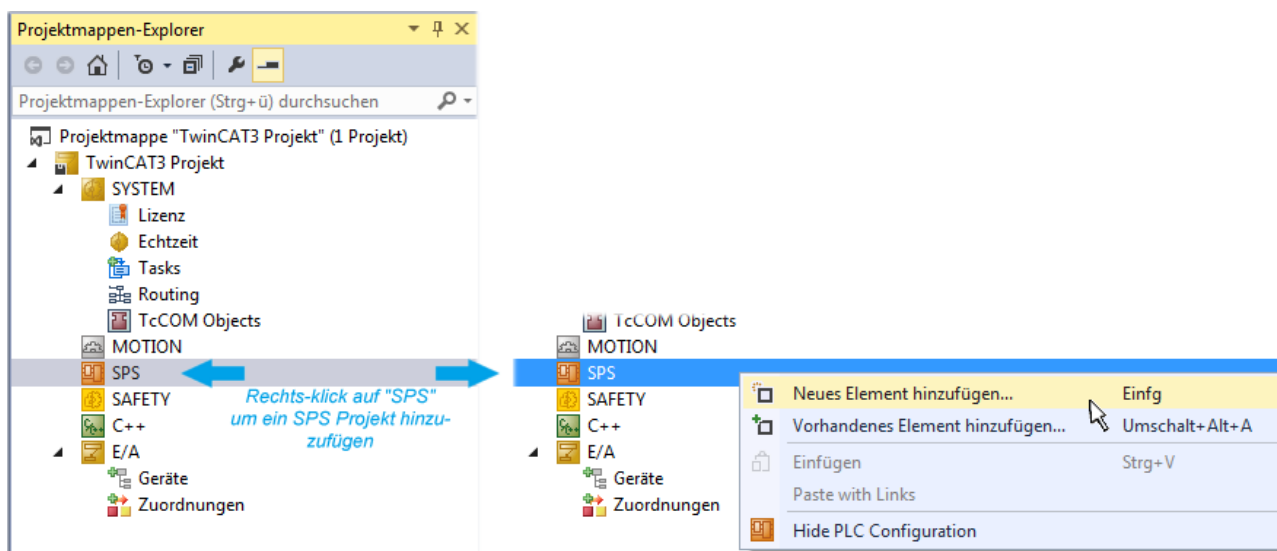 Projektmappen-Explorer
Projektmappen-Explorer (Strg+ü) durchsuchen
Projektmappe "TwinCAT3 Projekt" (1 Projekt)
TwinCAT3 Projekt
SYSTEM
Lizenz
Echtzeit
Tasks
Routing
TcCOM Objects
MOTION
SPS
SAFETY
C++
E/A
Geräte
Zuordnungen
Rechts-klick auf "SPS"
um ein SPS Projekt hinzu-
zufügen
TcCOM Objects
MOTION
SPS
SAFETY
C++
E/A
Geräte
Zuordnungen
Neues Element hinzufügen... Einfg
Vorhandenes Element hinzufügen... Umschalt+Alt+A
Einfügen Strg+V
Paste with Links
Hide PLC Configuration